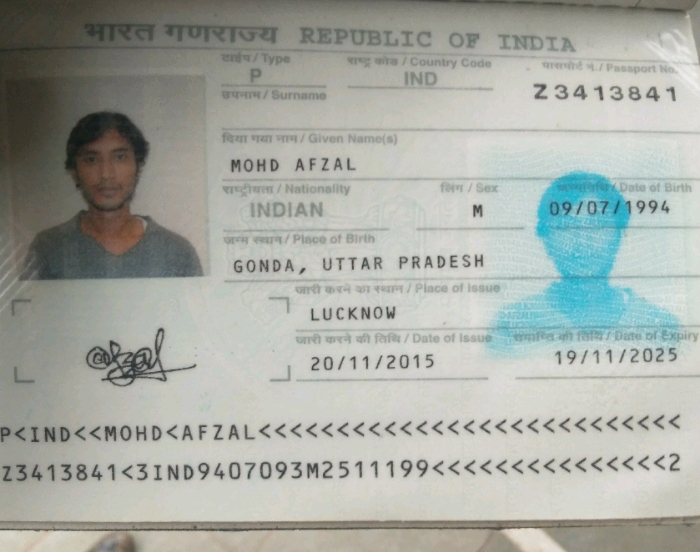 भारत गणराज्य REPUBLIC OF INDIA
टाईप / Type राष्ट्र कोड / Country Code पासपोर्ट नं. / Passport No.
P IND Z3413841
उपनाम / Surname
दिया गया नाम / Given Name(s)
MOHD AFZAL
राष्ट्रीयता / Nationality लिंग / Sex जन्मतिथि / Date of Birth
INDIAN M 09/07/1994
जन्म स्थान / Place of Birth
GONDA, UTTAR PRADESH
जारी करने का स्थान / Place of Issue
LUCKNOW
जारी करने की तिथि / Date of Issue समाप्ति की तिथि / Date of Expiry
20/11/2015 19/11/2025
P<IND<<MOHD<AFZAL<<<<<<<<<<<<<<<<<<<<<<<<<<<
Z3413841<3IND9407093M2511199<<<<<<<<<<<<<<<2